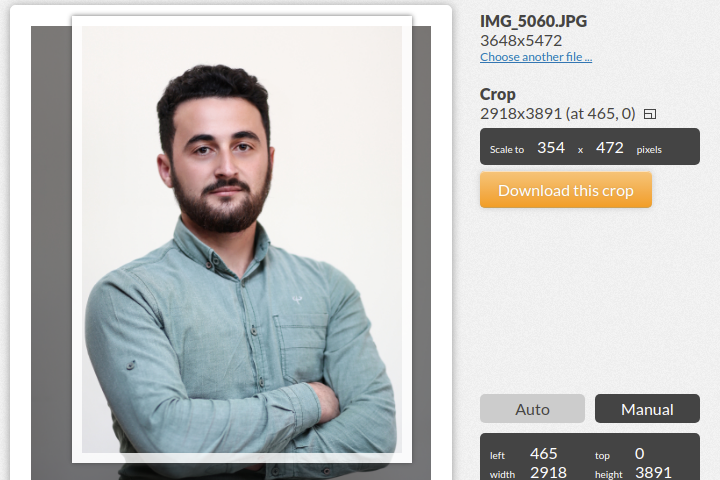 IMG_5060.JPG
3648x5472
Choose another file ...
Crop
2918x3891 (at 465, 0)
Scale to 354 x 472 pixels
Download this crop
Auto Manual
left 465 top 0
width 2918 height 3891